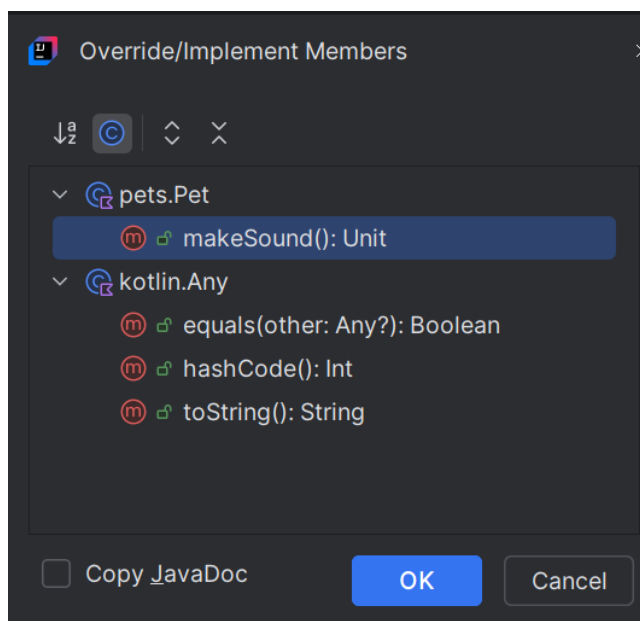 Override/Implement Members
pets.Pet
makeSound(): Unit
kotlin.Any
equals(other: Any?): Boolean
hashCode(): Int
toString(): String
Copy JavaDoc
OK
Cancel